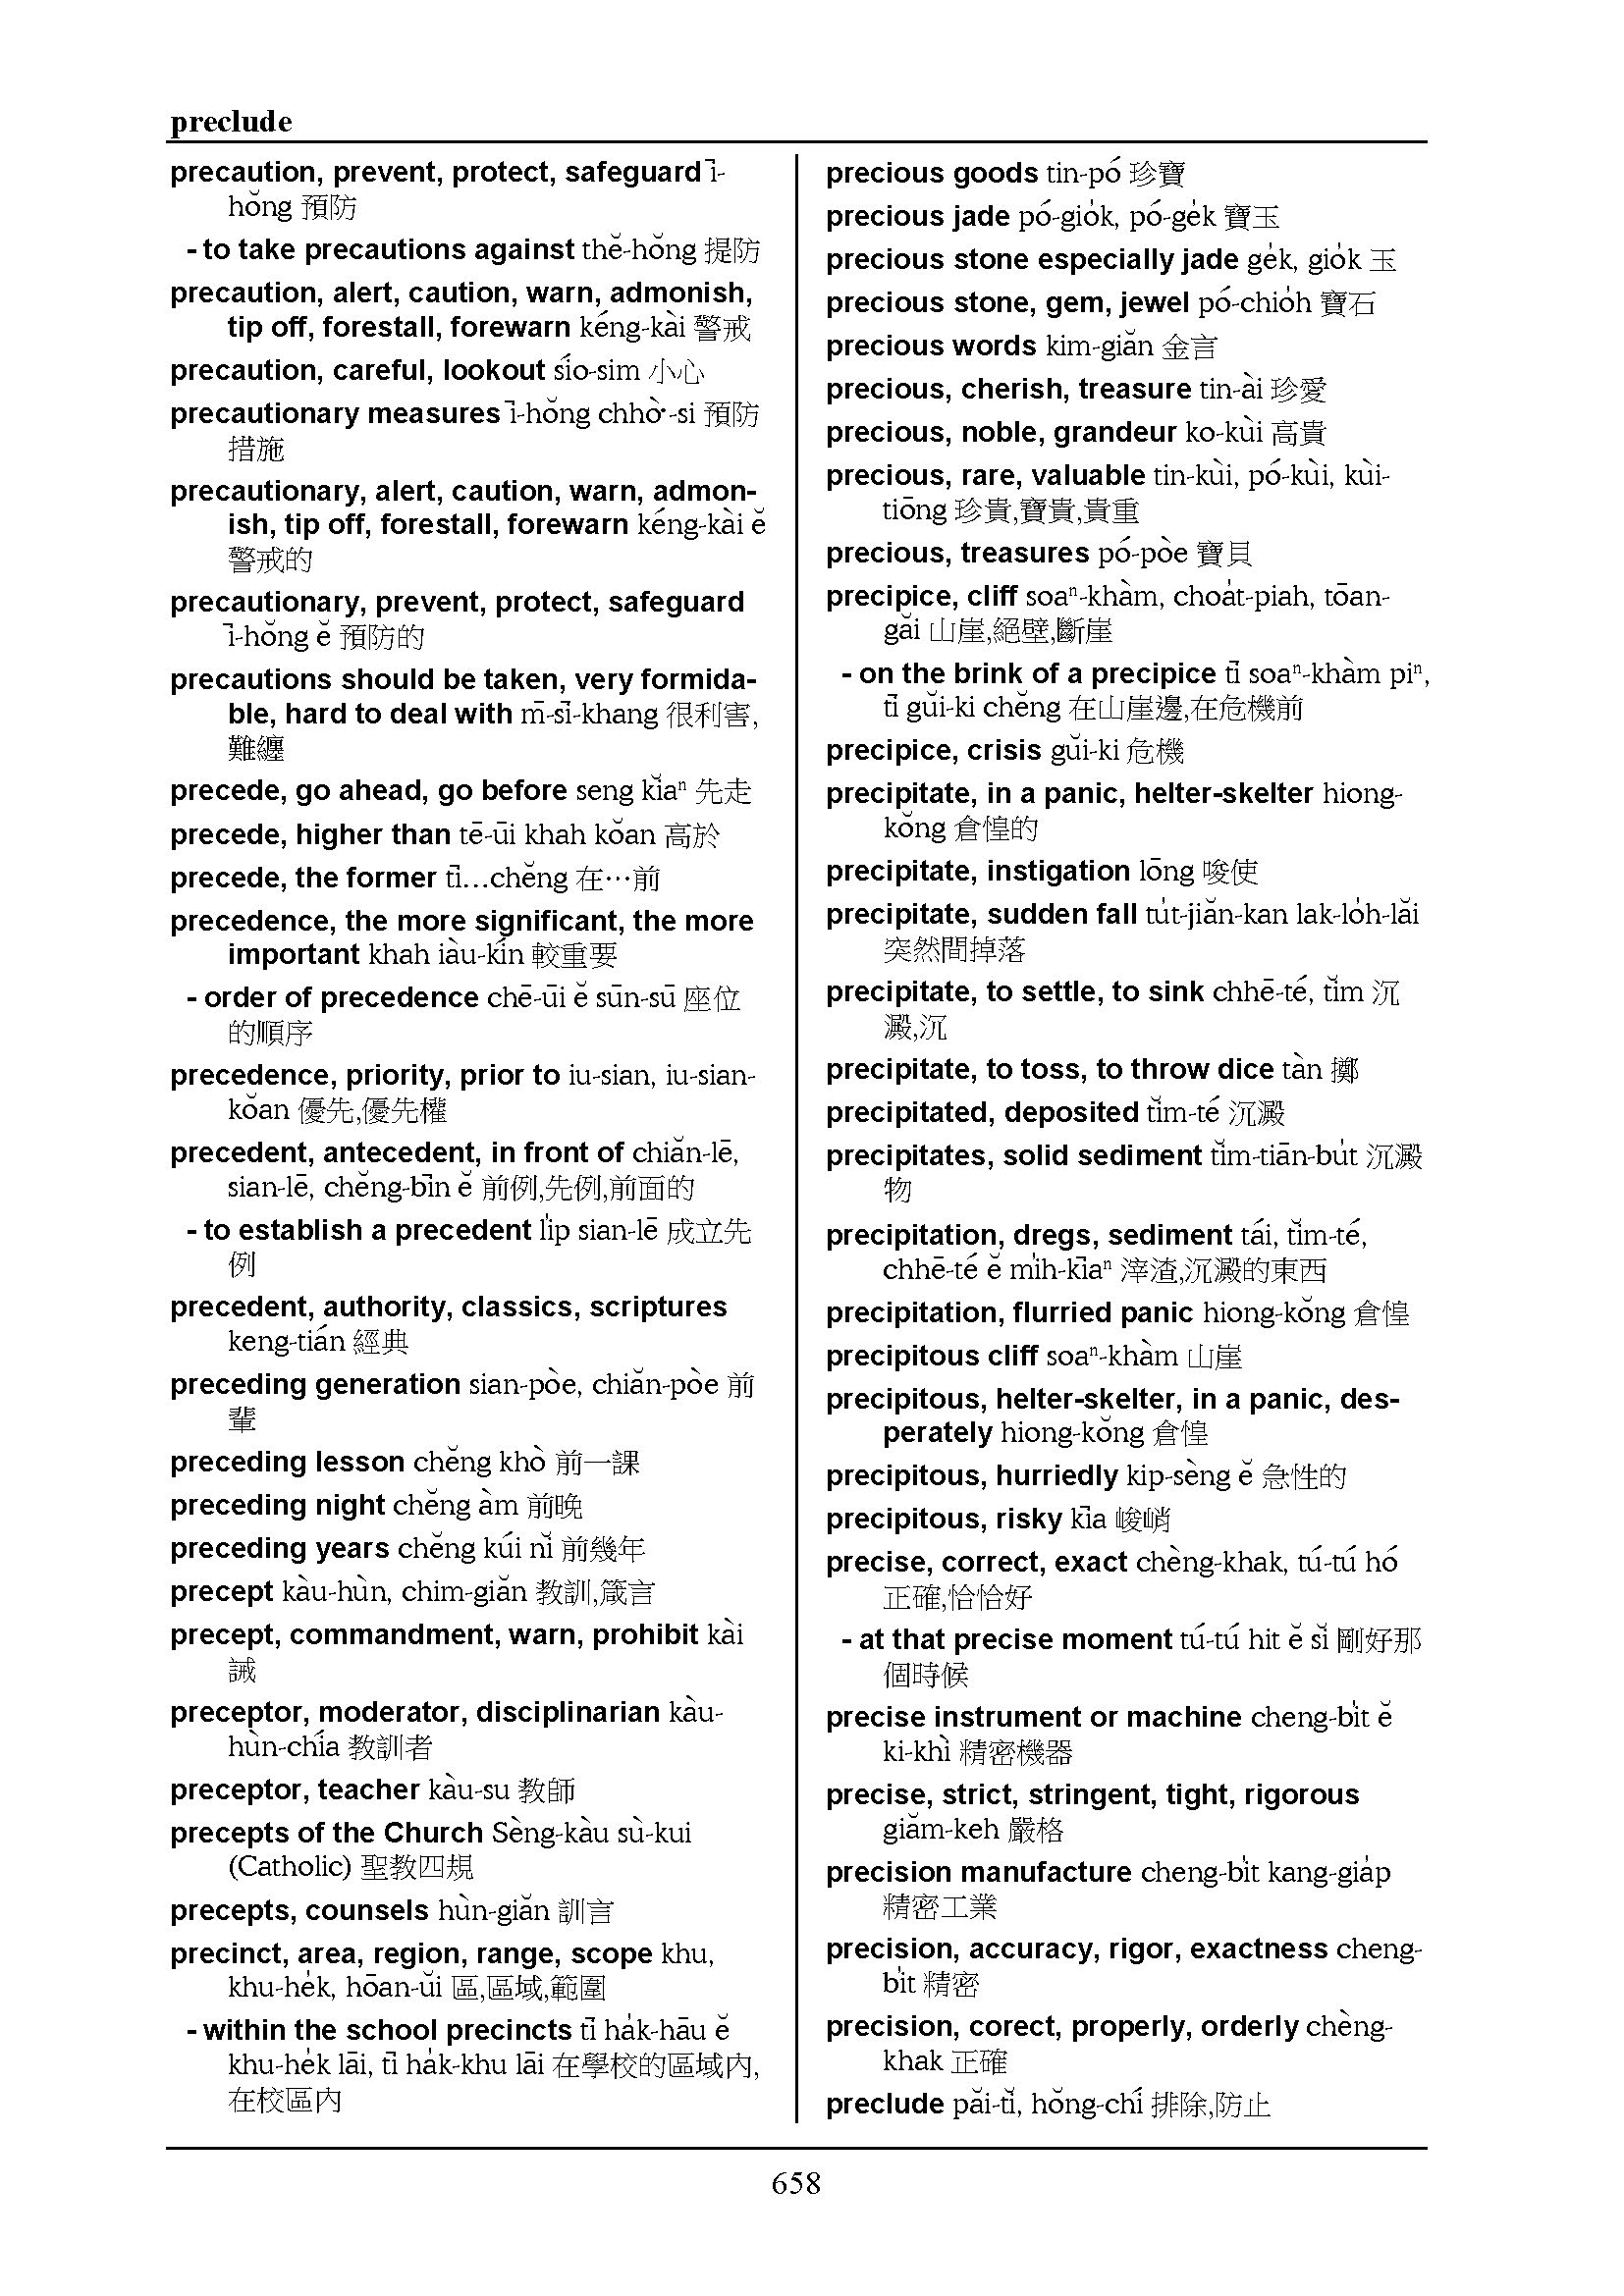 preclude
precaution, prevent, protect, safeguard ī-
hŏng 預防
- to take precautions against thĕ-hŏng 提防
precaution, alert, caution, warn, admonish,
tip off, forestall, forewarn kéng-kài 警戒
precaution, careful, lookout sío-sim 小心
precautionary measures ī-hŏng chhò͘-si 預防
措施
precautionary, alert, caution, warn, admon-
ish, tip off, forestall, forewarn kéng-kài ĕ
警戒的
precautionary, prevent, protect, safeguard
ī-hŏng ĕ 預防的
precautions should be taken, very formida-
ble, hard to deal with m̄-sī-khang 很利害,
難纏
precede, go ahead, go before seng kĭaⁿ 先走
precede, higher than tē-ūi khah kŏan 高於
precede, the former tī...chĕng 在…前
precedence, the more significant, the more
important khah iàu-kín 較重要
- order of precedence chē-ūi ĕ sūn-sū 座位
的順序
precedence, priority, prior to iu-sian, iu-sian-
kŏan 優先,優先權
precedent, antecedent, in front of chiăn-lē,
sian-lē, chĕng-bīn ĕ 前例,先例,前面的
- to establish a precedent li̍p sian-lē 成立先
例
precedent, authority, classics, scriptures
keng-tián 經典
preceding generation sian-pòe, chiăn-pòe 前
輩
preceding lesson chĕng khò 前一課
preceding night chĕng àm 前晚
preceding years chĕng kúi nĭ 前幾年
precept kàu-hùn, chim-giăn 教訓,箴言
precept, commandment, warn, prohibit kài
誡
preceptor, moderator, disciplinarian kàu-
hùn-chía 教訓者
preceptor, teacher kàu-su 教師
precepts of the Church Sèng-kàu sù-kui
(Catholic) 聖教四規
precepts, counsels hùn-giăn 訓言
precinct, area, region, range, scope khu,
khu-he̍k, hōan-ŭi 區,區域,範圍
- within the school precincts tī ha̍k-hāu ĕ
khu-he̍k lāi, tī ha̍k-khu lāi 在學校的區域內,
在校區內
precious goods tin-pó 珍寶
precious jade pó-gio̍k, pó-ge̍k 寶玉
precious stone especially jade ge̍k, gio̍k 玉
precious stone, gem, jewel pó-chio̍h 寶石
precious words kim-giăn 金言
precious, cherish, treasure tin-ài 珍愛
precious, noble, grandeur ko-kùi 高貴
precious, rare, valuable tin-kùi, pó-kùi, kùi-
tiōng 珍貴,寶貴,貴重
precious, treasures pó-pòe 寶貝
precipice, cliff soaⁿ-khàm, choa̍t-piah, tōan-
găi 山崖,絕壁,斷崖
- on the brink of a precipice tī soaⁿ-khàm piⁿ,
tī gŭi-ki chĕng 在山崖邊,在危機前
precipice, crisis gŭi-ki 危機
precipitate, in a panic, helter-skelter hiong-
kŏng 倉惶的
precipitate, instigation lōng 唆使
precipitate, sudden fall tu̍t-jiăn-kan lak-lo̍h-lăi
突然間掉落
precipitate, to settle, to sink chhē-té, tĭm 沉
澱,沉
precipitate, to toss, to throw dice tàn 擲
precipitated, deposited tĭm-té 沉澱
precipitates, solid sediment tĭm-tiān-bu̍t 沉澱
物
precipitation, dregs, sediment tái, tĭm-té,
chhē-té ĕ mi̍h-kīaⁿ 滓渣,沉澱的東西
precipitation, flurried panic hiong-kŏng 倉惶
precipitous cliff soaⁿ-khàm 山崖
precipitous, helter-skelter, in a panic, des-
perately hiong-kŏng 倉惶
precipitous, hurriedly kip-sèng ĕ 急性的
precipitous, risky kīa 峻峭
precise, correct, exact chèng-khak, tú-tú hó
正確,恰恰好
- at that precise moment tú-tú hit ĕ sĭ 剛好那
個時候
precise instrument or machine cheng-bi̍t ĕ
ki-khì 精密機器
precise, strict, stringent, tight, rigorous
giăm-keh 嚴格
precision manufacture cheng-bi̍t kang-gia̍p
精密工業
precision, accuracy, rigor, exactness cheng-
bi̍t 精密
precision, corect, properly, orderly chèng-
khak 正確
preclude păi-tĭ, hŏng-chí 排除,防止
658